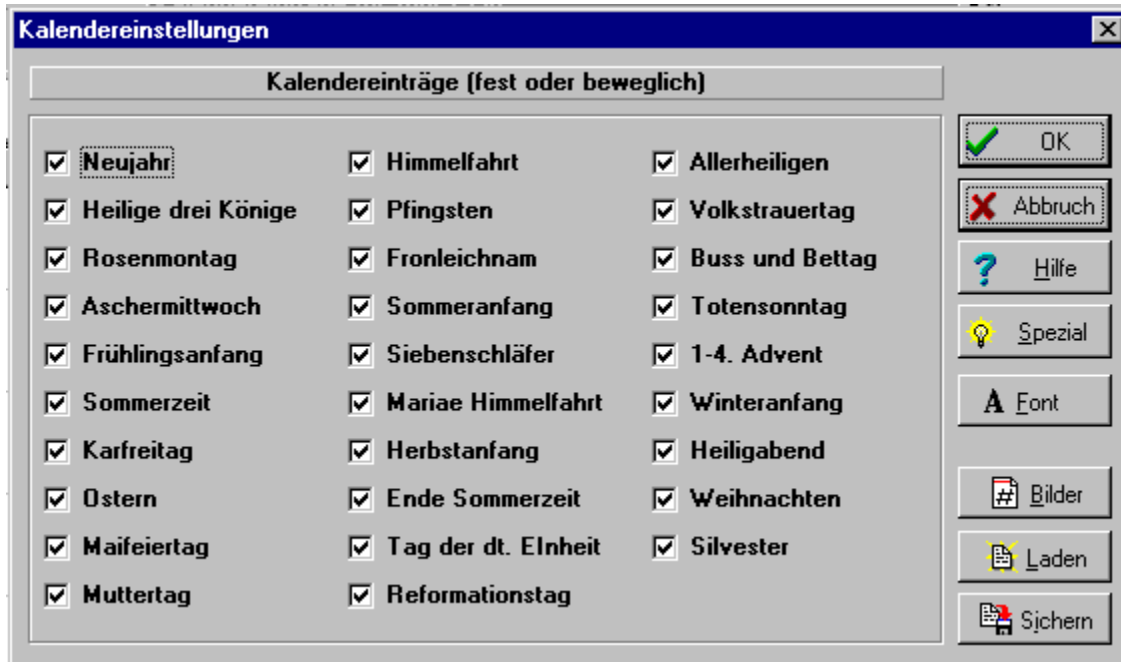 Kalendereinstellungen
Kalendereinträge (fest oder beweglich)
Neujahr
Heilige drei Könige
Rosenmontag
Aschermittwoch
Frühlingsanfang
Sommerzeit
Karfreitag
Ostern
Maifeiertag
Muttertag
Himmelfahrt
Pfingsten
Fronleichnam
Sommeranfang
Siebenschläfer
Mariae Himmelfahrt
Herbstanfang
Ende Sommerzeit
Tag der dt. EInheit
Reformationstag
Allerheiligen
Volkstrauertag
Buss und Bettag
Totensonntag
1-4. Advent
Winteranfang
Heiligabend
Weihnachten
Silvester
OK
Abbruch
Hilfe
Spezial
Font
Bilder
Laden
Sichern